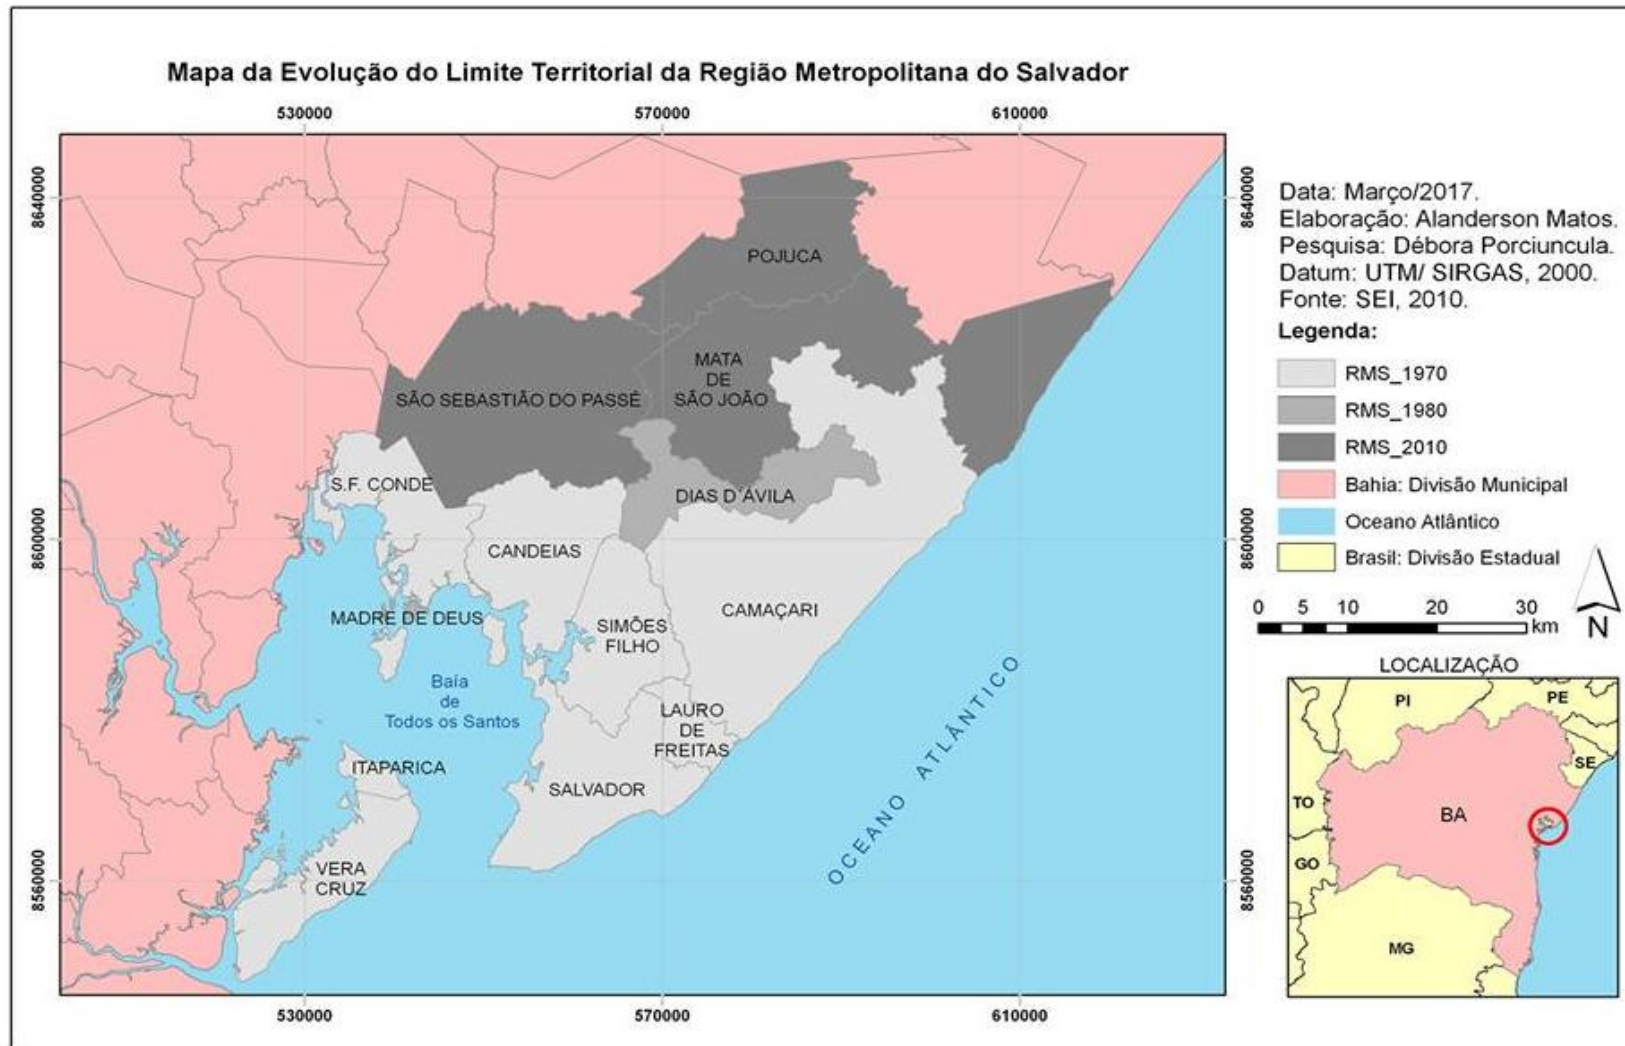 Mapa da Evolução do Limite Territorial da Região Metropolitana do Salvador
530000
570000
610000
8640000
8640000
POJUCA
MATA
DE
SÃO JOÃO
SÃO SEBASTIÃO DO PASSÉ
S.F. CONDE
DIAS D´ÁVILA
8600000
8600000
CANDEIAS
MADRE DE DEUS
SIMÕES
FILHO
CAMAÇARI
Baía
de
Todos os Santos
LAURO
DE
FREITAS
ITAPARICA
SALVADOR
OCEANO ATLÂNTICO
VERA
CRUZ
8560000
8560000
530000
570000
610000
Data: Março/2017.
Elaboração: Alanderson Matos.
Pesquisa: Débora Porciuncula.
Datum: UTM/ SIRGAS, 2000.
Fonte: SEI, 2010.
Legenda:
RMS_1970
RMS_1980
RMS_2010
Bahia: Divisão Municipal
Oceano Atlântico
Brasil: Divisão Estadual
0 5 10 20 30
km
N
LOCALIZAÇÃO
PI
PE
SE
TO
BA
GO
MG